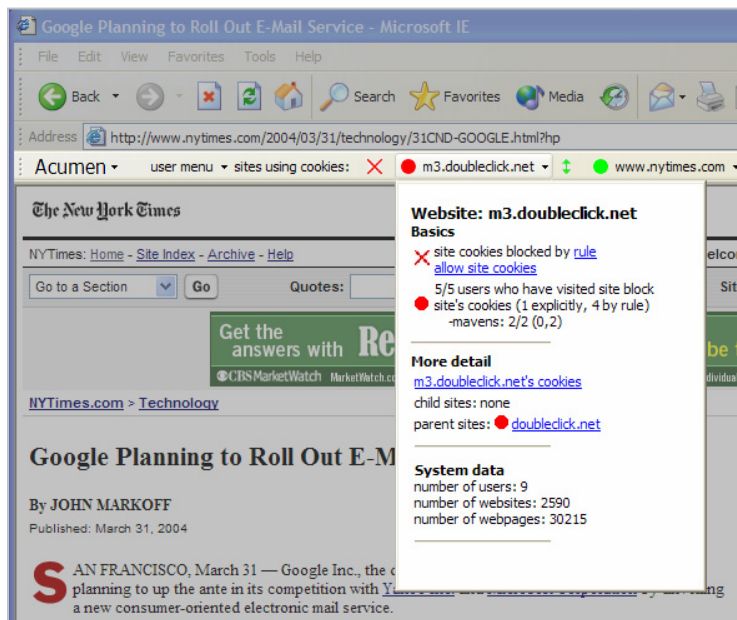 Google Planning to Roll Out E-Mail Service - Microsoft IE
File Edit View Favorites Tools Help
Back Search Favorites Media
Address http://www.nytimes.com/2004/03/31/technology/31CND-GOOGLE.html?hp
Acumen user menu sites using cookies: m3.doubleclick.net www.nytimes.com
The New York Times
NYTimes: Home - Site Index - Archive - Help
Go to a Section Go Quotes:
Get the
answers with
CBS MarketWatch
NYTimes.com > Technology
Google Planning to Roll Out E-M
By JOHN MARKOFF
Published: March 31, 2004
SAN FRANCISCO, March 31 — Google Inc., the
planning to up the ante in its competition with
a new consumer-oriented electronic mail service.
Website: m3.doubleclick.net
Basics
site cookies blocked by rule
allow site cookies
5/5 users who have visited site block
site's cookies (1 explicitly, 4 by rule)
-mavens: 2/2 (0,2)
More detail
m3.doubleclick.net's cookies
child sites: none
parent sites: doubleclick.net
System data
number of users: 9
number of websites: 2590
number of webpages: 30215